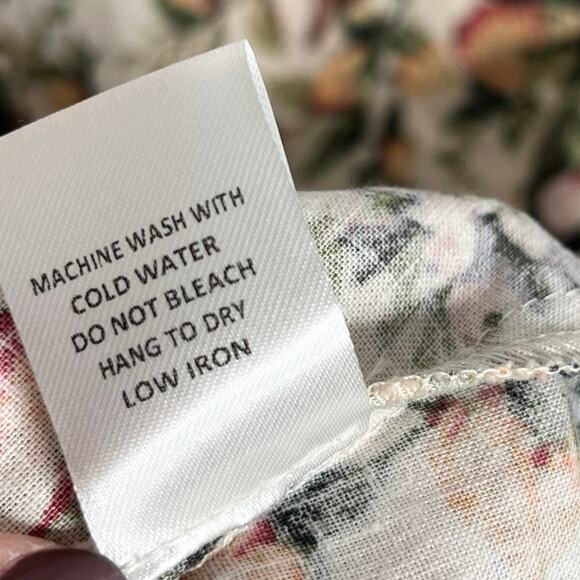 MACHINE WASH WITH
COLD WATER
DO NOT BLEACH
HANG TO DRY
LOW IRON